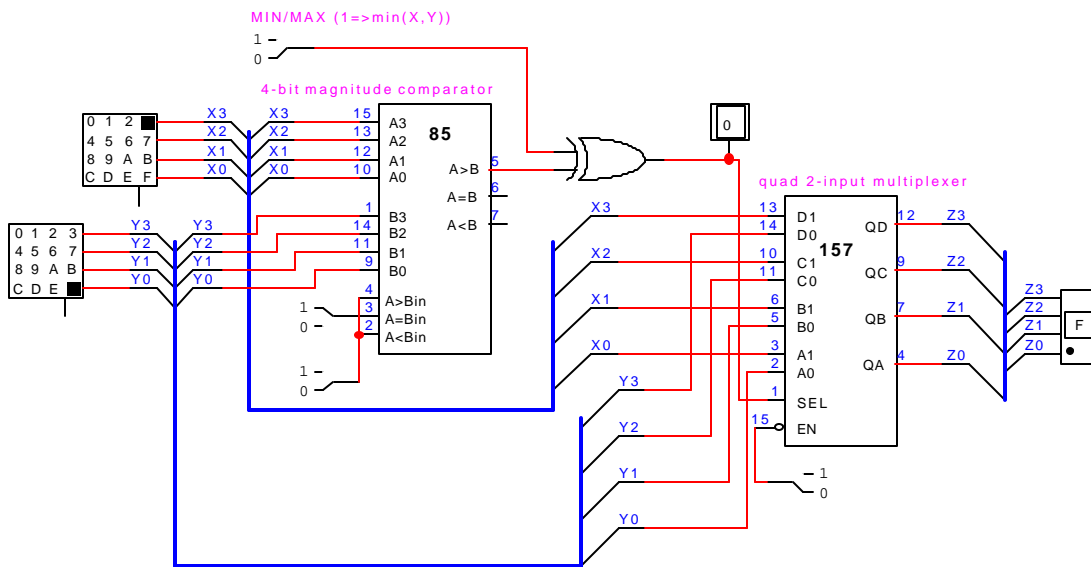 MIN/MAX (1=>min(X,Y))
1
0
4-bit magnitude comparator
0 1 2
4 5 6 7
8 9 A B
C D E F
X3
X2
X1
X0
X3
X2
X1
X0
15
13
12
10
A3
A2
A1
A0
85
A>B
5
A=B
6
A<B
7
0 1 2 3
4 5 6 7
8 9 A B
C D E
Y3
Y2
Y1
Y0
Y3
Y2
Y1
Y0
1
14
11
9
B3
B2
B1
B0
4
3
2
A>Bin
A=Bin
A<Bin
1
0
1
0
0
quad 2-input multiplexer
X3
X2
X1
X0
Y3
Y2
Y1
Y0
13
14
10
11
6
5
3
2
1
15
D1
D0
C1
C0
B1
B0
A1
A0
SEL
EN
157
QD
QC
QB
QA
12
9
7
4
Z3
Z2
Z1
Z0
Z3
Z2
Z1
Z0
F
1
0